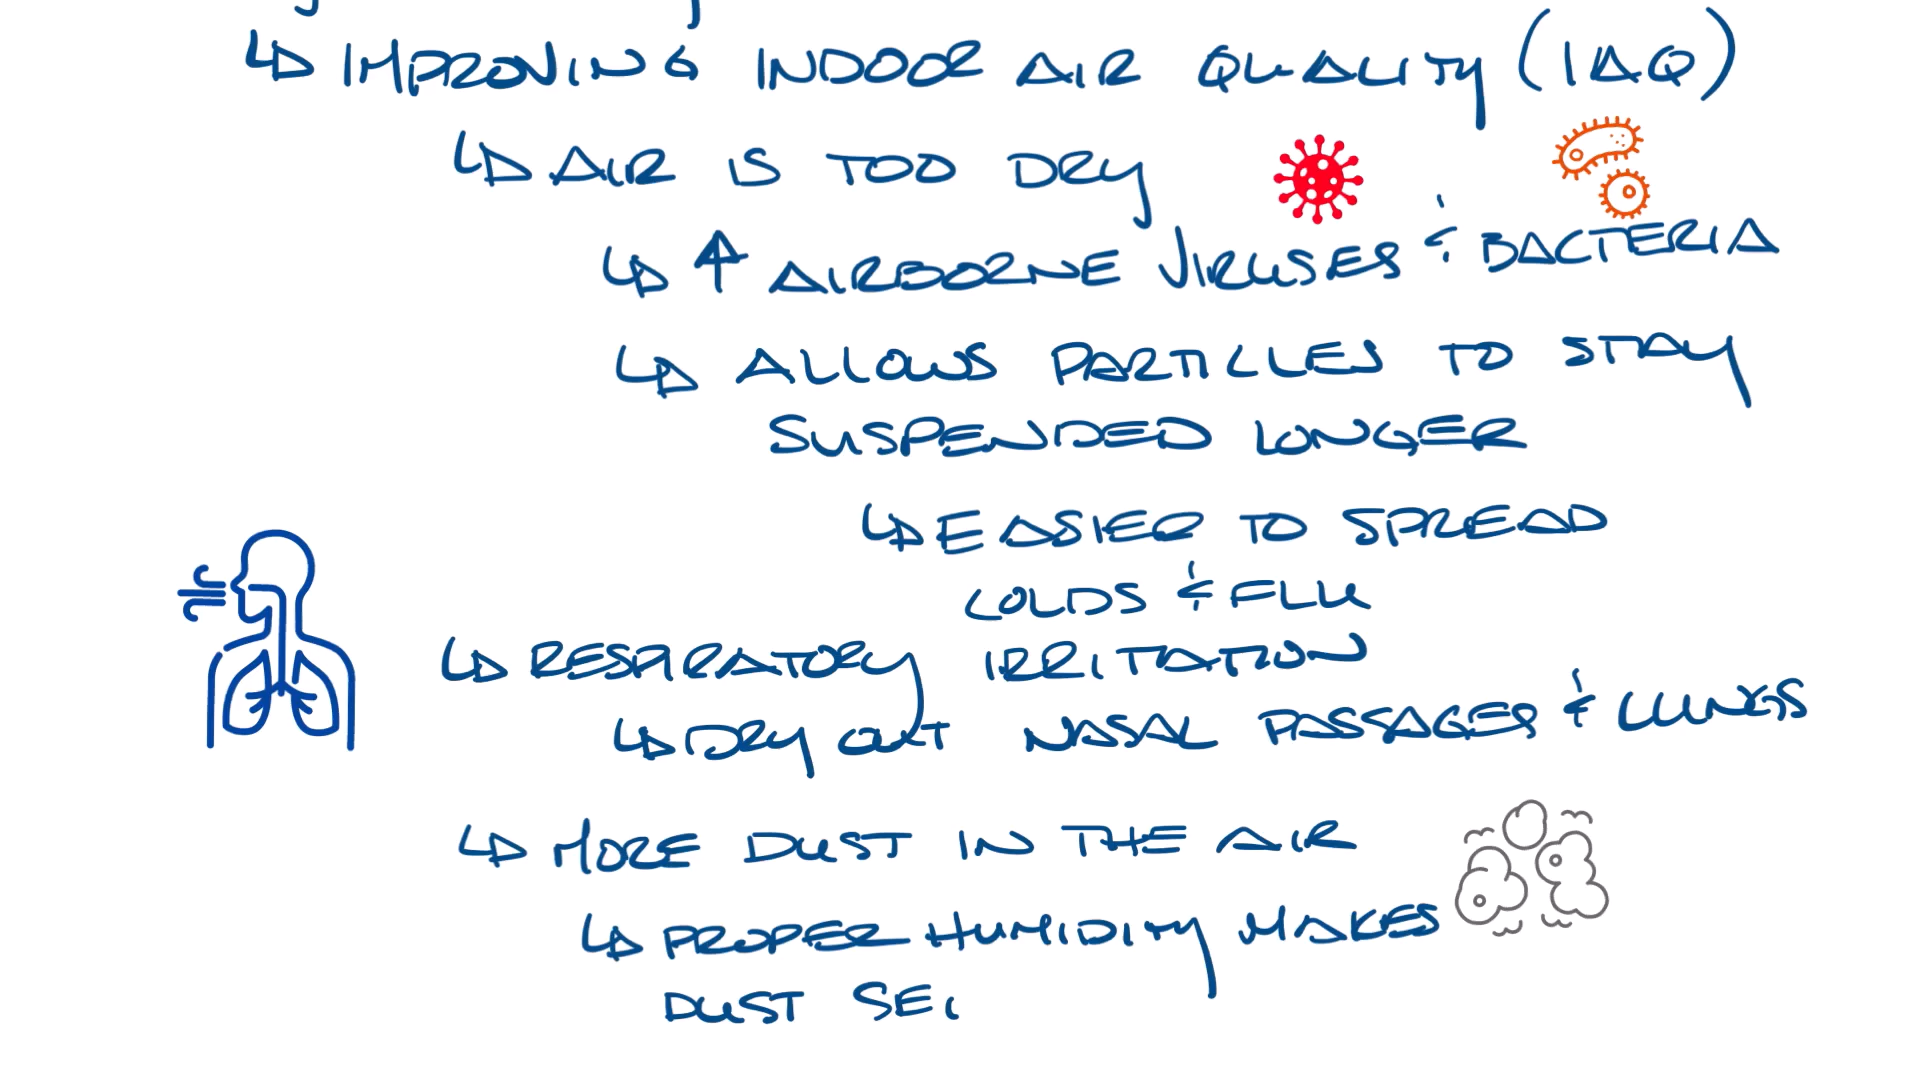 ↳ IMPROVING INDOOR AIR QUALITY (IAQ)
↳ AIR IS TOO DRY
↳ ↑ AIRBORNE VIRUSES & BACTERIA
↳ ALLOWS PARTICLES TO STAY
SUSPENDED LONGER
↳ EASIER TO SPREAD
COLDS & FLU
↳ RESPIRATORY IRRITATION
↳ DRY OUT NASAL PASSAGES & LUNGS
↳ MORE DUST IN THE AIR
↳ PROPER HUMIDITY MAKES
DUST SE